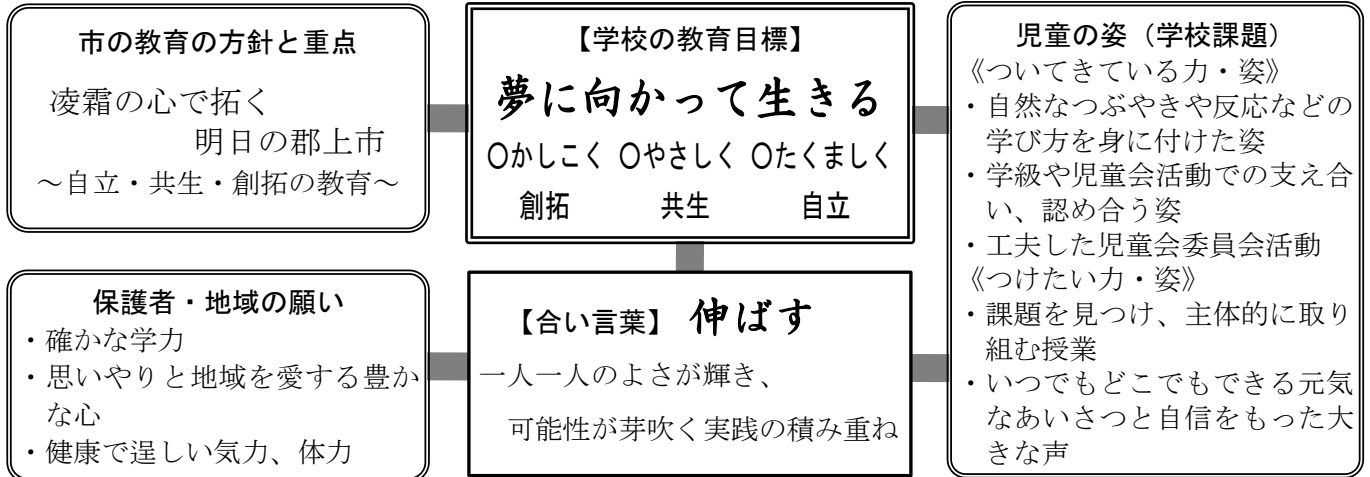 市の教育の方針と重点
凌霜の心で拓く
明日の郡上市
～自立・共生・創拓の教育～
【学校の教育目標】
夢に向かって生きる
○かしこく ○やさしく ○たくましく
創拓 共生 自立
児童の姿（学校課題）
《ついてきている力・姿》
・自然なつぶやきや反応などの
学び方を身に付けた姿
・学級や児童会活動での支え合
い、認め合う姿
・工夫した児童会委員会活動
《つけたい力・姿》
・課題を見つけ、主体的に取り
組む授業
・いつでもどこでもできる元気
なあいさつと自信をもった大
きな声
保護者・地域の願い
・確かな学力
・思いやりと地域を愛する豊か
な心
・健康で逞しい気力、体力
【合い言葉】 伸ばす
一人一人のよさが輝き、
可能性が芽吹く実践の積み重ね